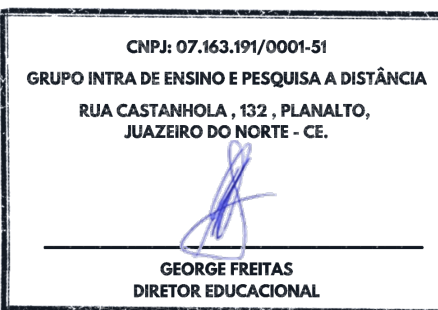 CNPJ: 07.163.191/0001-51
GRUPO INTRA DE ENSINO E PESQUISA A DISTÂNCIA
RUA CASTANHOLA , 132 , PLANALTO,
JUAZEIRO DO NORTE - CE.
GEORGE FREITAS
DIRETOR EDUCACIONAL